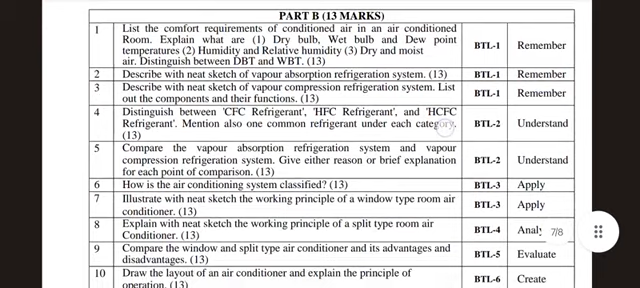 PART B (13 MARKS)
1 List the comfort requirements of conditioned air in an air conditioned
Room. Explain what are (1) Dry bulb, Wet bulb and Dew point
temperatures (2) Humidity and Relative humidity (3) Dry and moist
air. Distinguish between DBT and WBT. (13) BTL-1 Remember
2 Describe with neat sketch of vapour absorption refrigeration system. (13) BTL-1 Remember
3 Describe with neat sketch of vapour compression refrigeration system. List
out the components and their functions. (13) BTL-1 Remember
4 Distinguish between 'CFC Refrigerant', 'HFC Refrigerant', and 'HCFC
Refrigerant'. Mention also one common refrigerant under each category.
(13) BTL-2 Understand
5 Compare the vapour absorption refrigeration system and vapour
compression refrigeration system. Give either reason or brief explanation
for each point of comparison. (13) BTL-2 Understand
6 How is the air conditioning system classified? (13) BTL-3 Apply
7 Illustrate with neat sketch the working principle of a window type room air
conditioner. (13) BTL-3 Apply
8 Explain with neat sketch the working principle of a split type room air
Conditioner. (13) BTL-4 Analy 7/8
9 Compare the window and split type air conditioner and its advantages and
disadvantages. (13) BTL-5 Evaluate
10 Draw the layout of an air conditioner and explain the principle of
operation. (13) BTL-6 Create